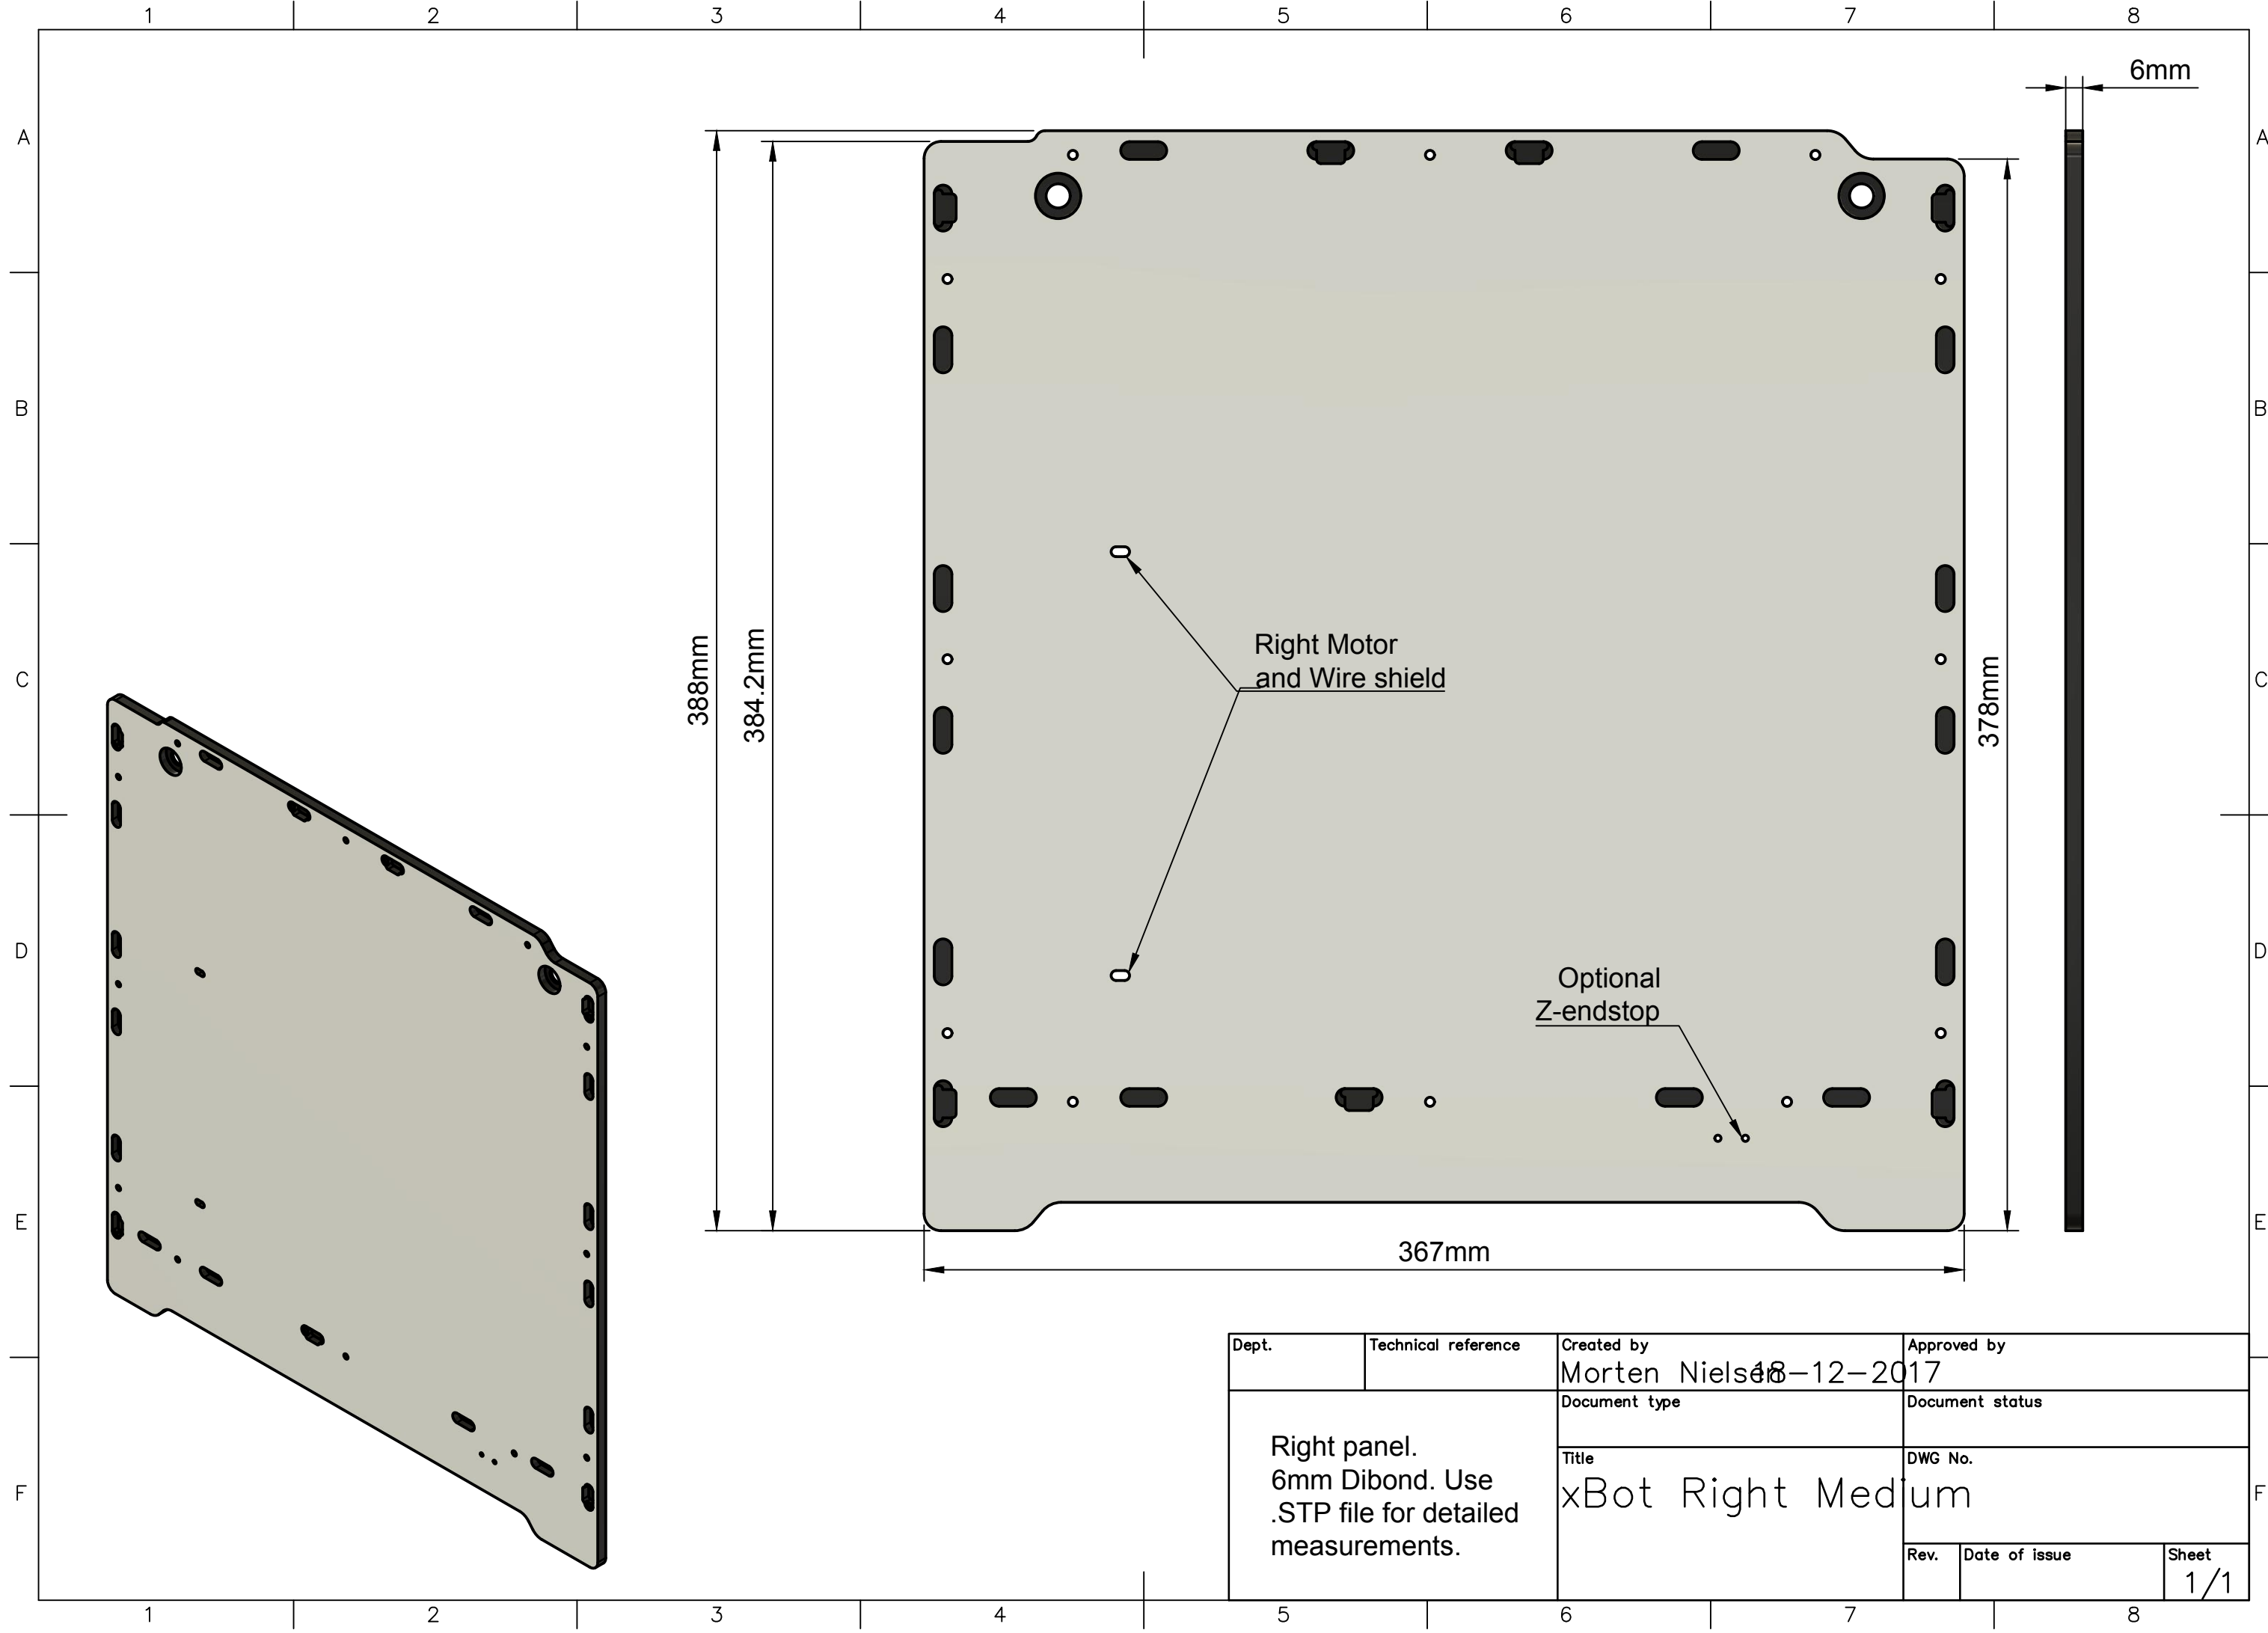 1 2 3 4 5 6 7 8
A A
B B
C C
D D
E E
F F
6mm
388mm
384.2mm
378mm
367mm
Right Motor
and Wire shield
Optional
Z-endstop
Dept.
Technical reference
Created by
Morten Nielsen 18-12-2017
Approved by
Document type
Document status
Right panel.
6mm Dibond. Use
.STP file for detailed
measurements.
Title
xBot Right Medium
DWG No.
Rev.
Date of issue
Sheet
1/1
1 2 3 4 5 6 7 8